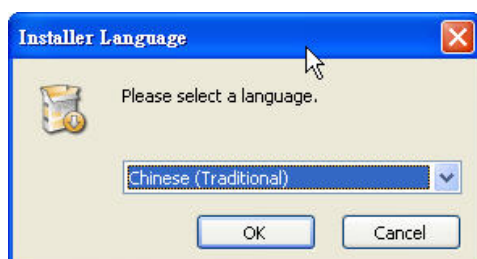 Installer Language
Please select a language.
Chinese (Traditional)
OK
Cancel